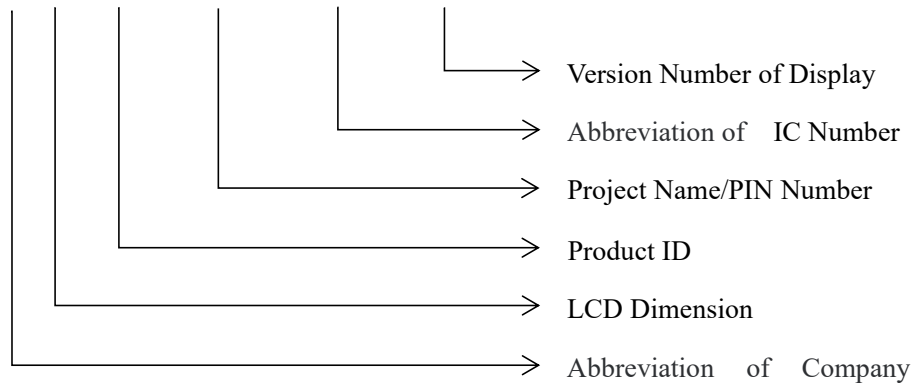 Version Number of Display
Abbreviation of IC Number
Project Name/PIN Number
Product ID
LCD Dimension
Abbreviation of Company